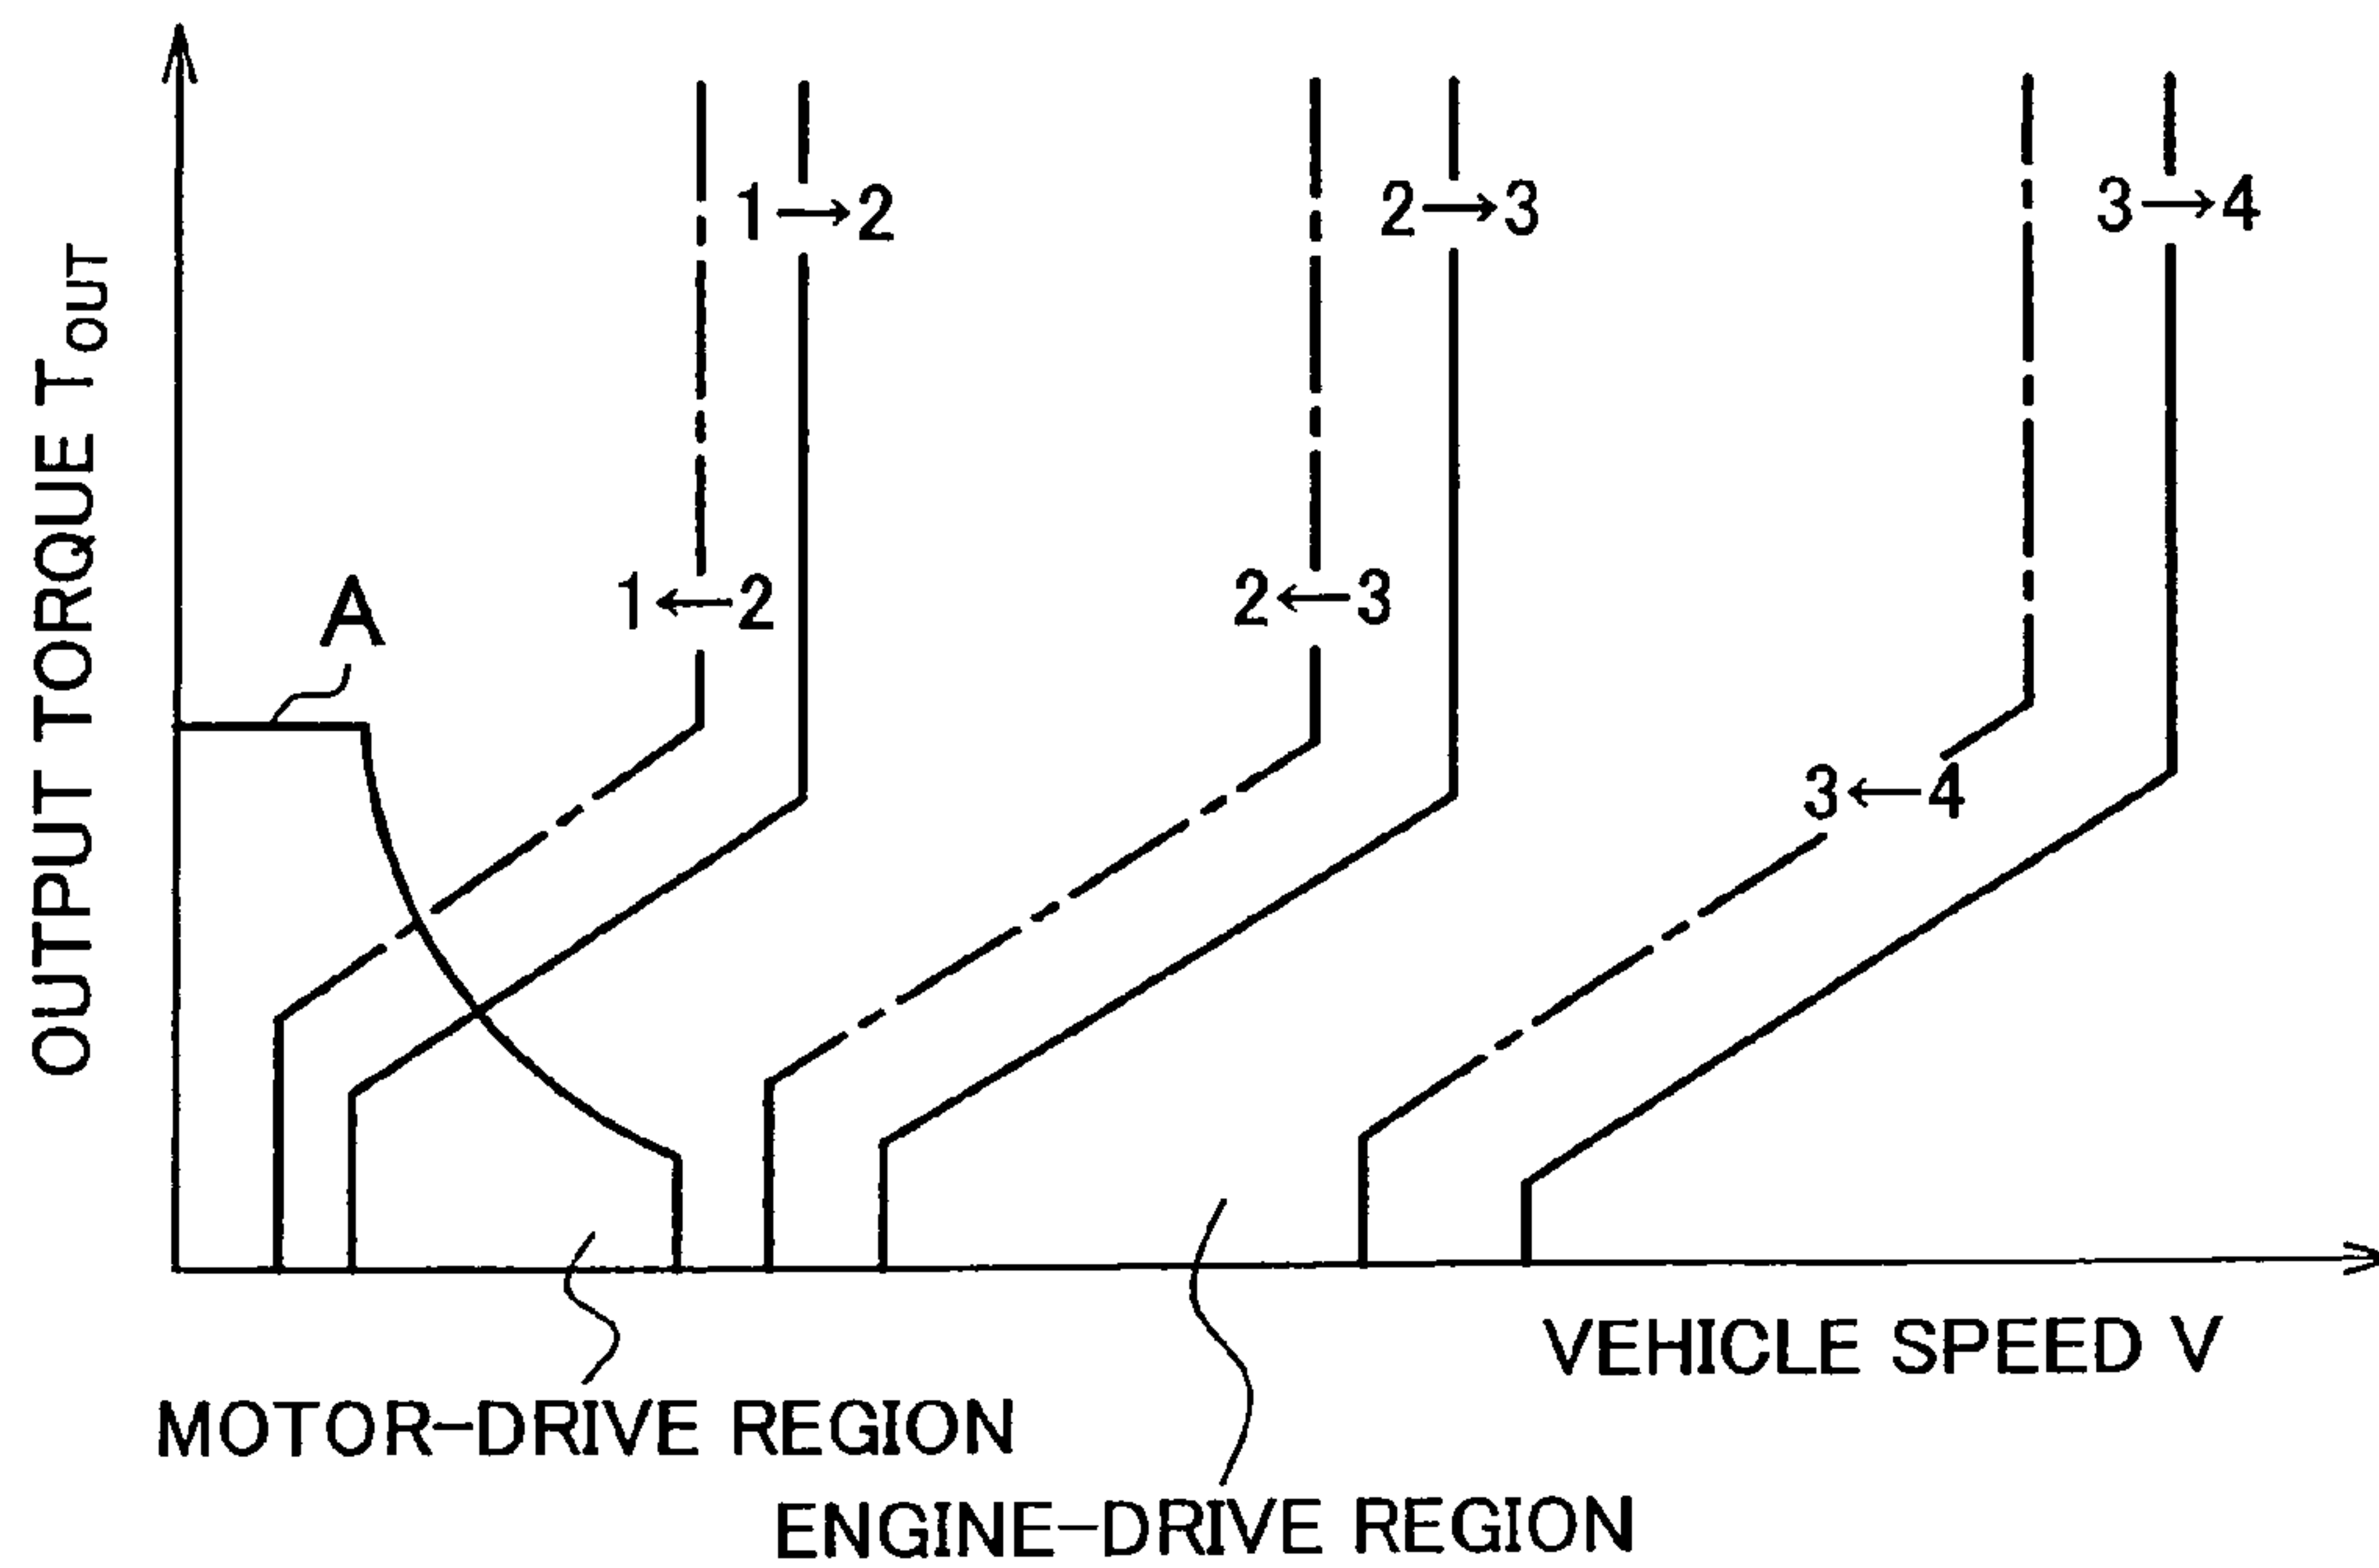 1→2
2→3
3→4
OUTPUT TORQUE TOUT
A
1←2
2←3
3←4
VEHICLE SPEED V
MOTOR-DRIVE REGION
ENGINE-DRIVE REGION